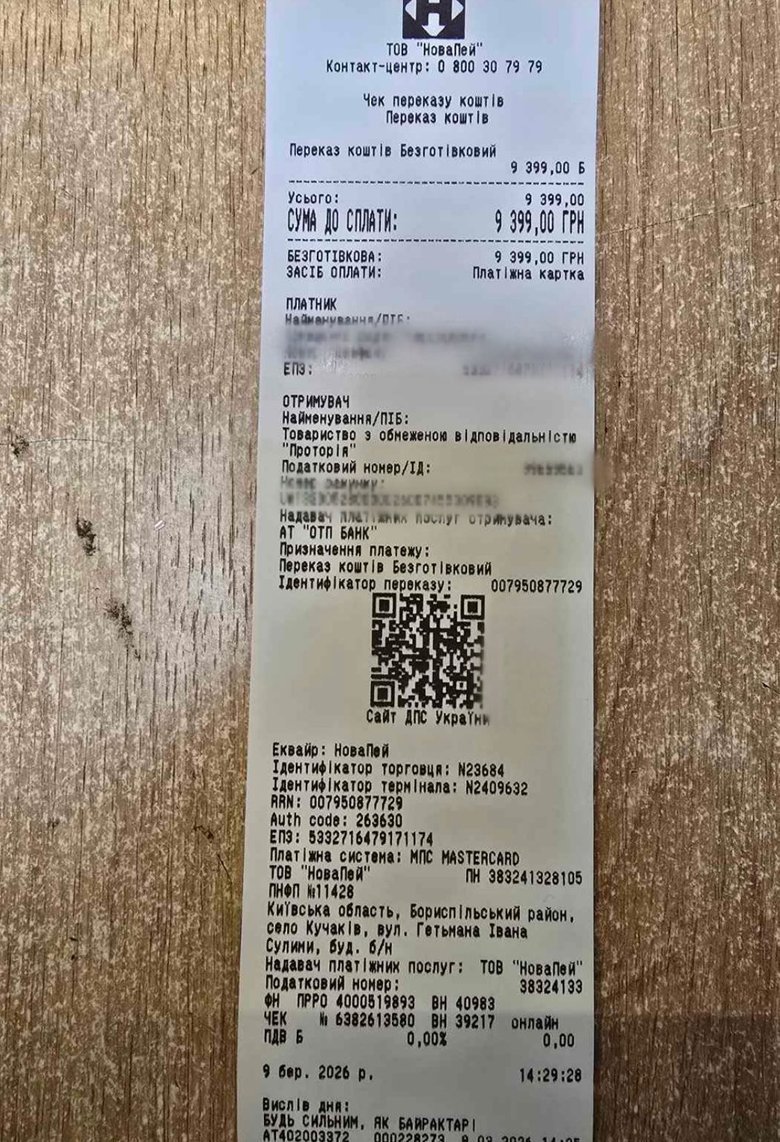 ТОВ "НоваПей"
Контакт-центр: 0 800 30 79 79
Чек переказу коштів
Переказ коштів
Переказ коштів Безготівковий
9 399,00 Б
Усього: 9 399,00
СУМА ДО СПЛАТИ: 9 399,00 ГРН
БЕЗГОТІВКОВА: 9 399,00 ГРН
ЗАСІБ ОПЛАТИ: Платіжна картка
ПЛАТНИК
Найманування/ПІБ:
ЕПЗ:
ОТРИМУВАЧ
Найменування/ПІБ:
Товариство з обмеженою відповідальністю
"Проторія"
Податковий номер/ІД:
Номер рахунку:
Надавач платіжних послуг отримувача:
АТ "ОТП БАНК"
Призначення платежу:
Переказ коштів Безготівковий
Ідентифікатор переказу: 007950877729
Сайт ДПС України
Еквайр: НоваПей
Ідентифікатор торговця: N23684
Ідентифікатор термінала: N2409632
RRN: 007950877729
Auth code: 263630
ЕПЗ: 5332716479171174
Платіжна система: МПС MASTERCARD
ТОВ "НоваПей" ПН 383241328105
ПНФП №11428
Київська область, Бориспільський район,
село Кучаків, вул. Гетьмана Івана
Сулими, буд. б/н
Надавач платіжник послуг: ТОВ "НоваПей"
Податковий номер: 38324133
ФН ПРРО 4000519893 ВН 40983
ЧЕК № 6382613580 ВН 39217 онлайн
ПДВ Б 0,00% 0,00
9 бер. 2026 р. 14:29:28
Вислів дня:
БУДЬ СИЛЬНИМ, ЯК БАЙРАКТАР!
АТ402003372 000228273